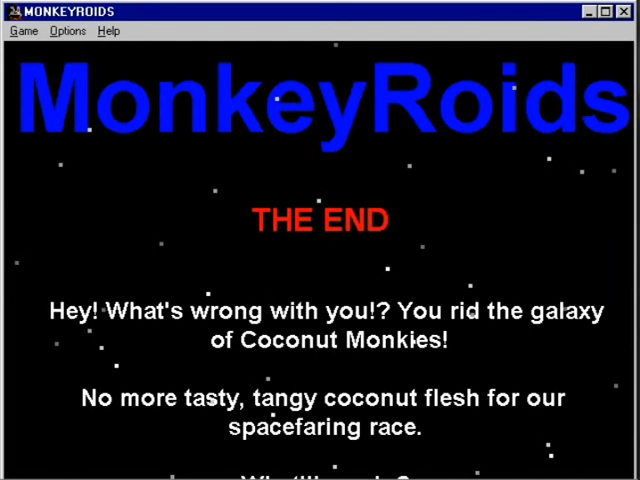 MONKEYROIDS
Game Options Help
MonkeyRoids
THE END
Hey! What's wrong with you!? You rid the galaxy
of Coconut Monkies!
No more tasty, tangy coconut flesh for our
spacefaring race.